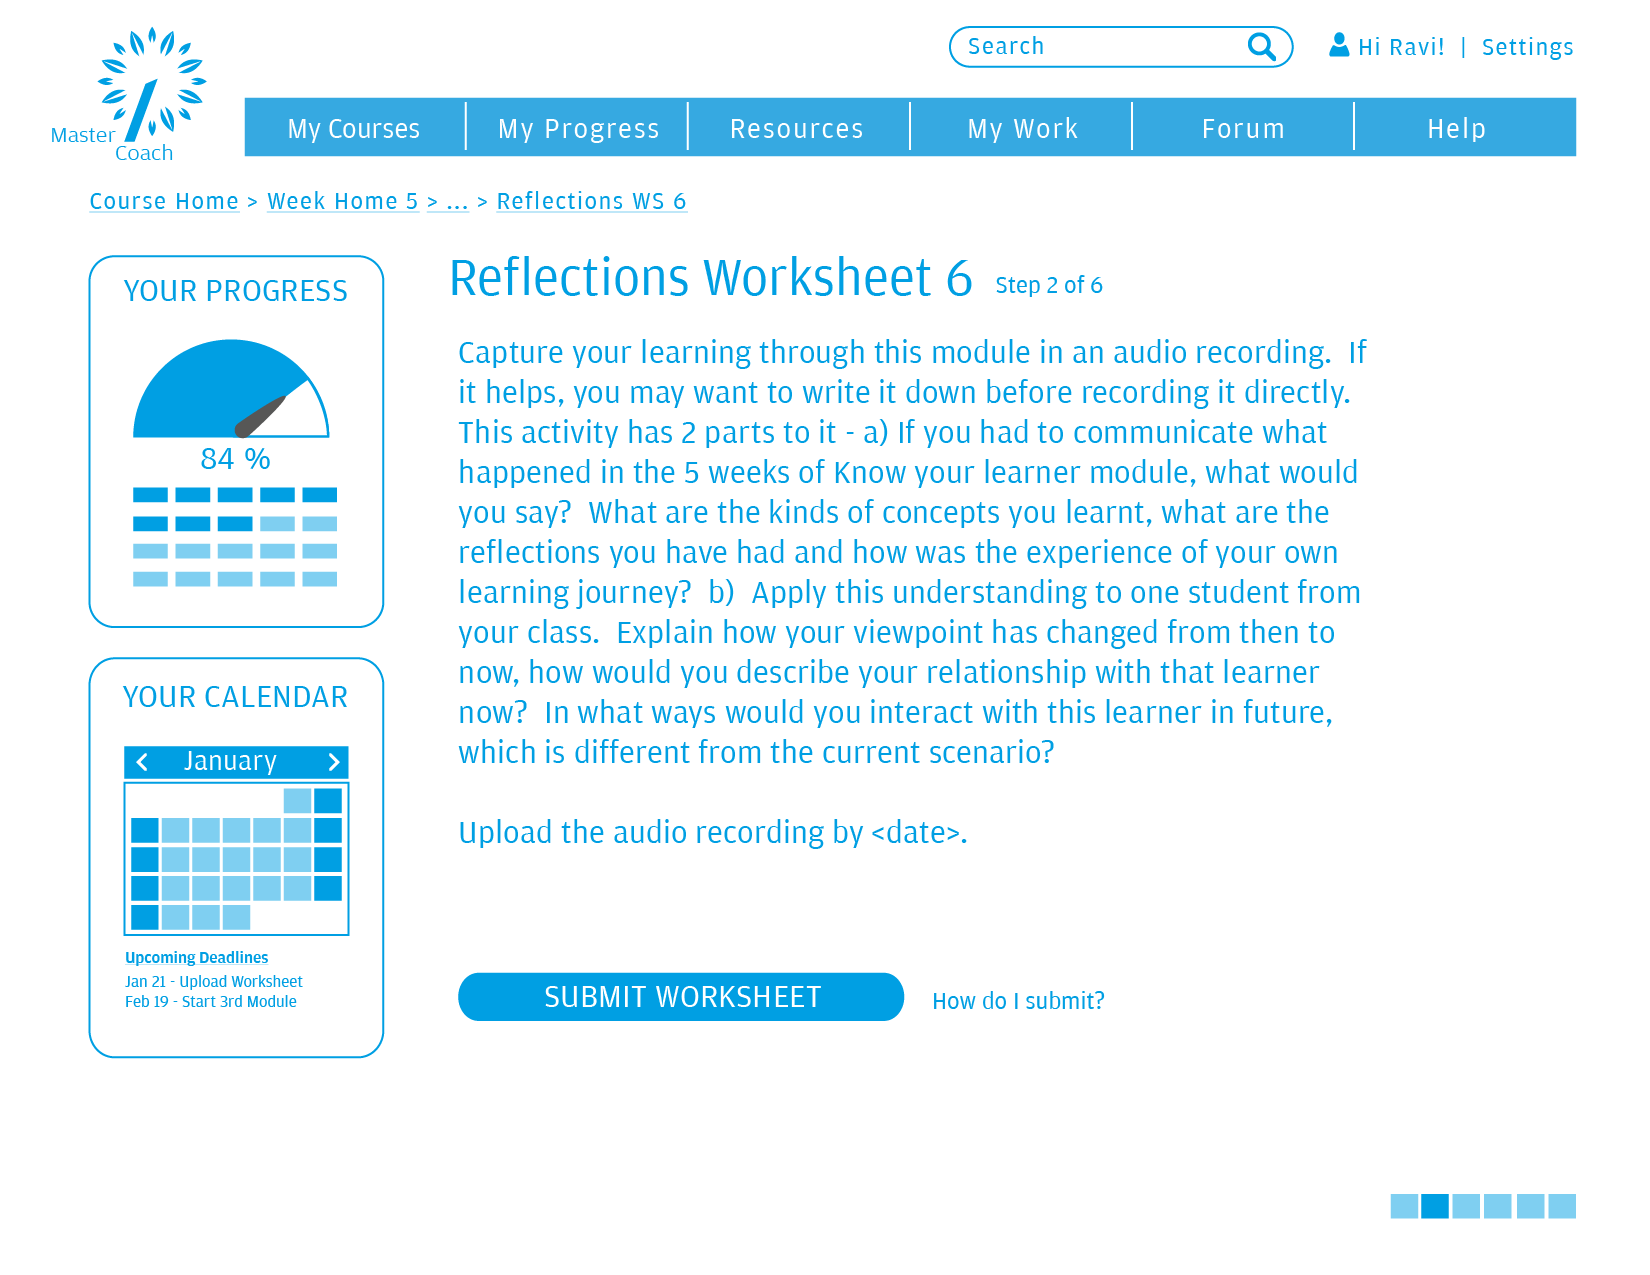 Master
Coach
Search
Hi Ravi! | Settings
My Courses
My Progress
Resources
My Work
Forum
Help
Course Home > Week Home 5 > ... > Reflections WS 6
YOUR PROGRESS
84 %
YOUR CALENDAR
January
Upcoming Deadlines
Jan 21 - Upload Worksheet
Feb 19 - Start 3rd Module
Reflections Worksheet 6 Step 2 of 6
Capture your learning through this module in an audio recording. If
it helps, you may want to write it down before recording it directly.
This activity has 2 parts to it - a) If you had to communicate what
happened in the 5 weeks of Know your learner module, what would
you say? What are the kinds of concepts you learnt, what are the
reflections you have had and how was the experience of your own
learning journey? b) Apply this understanding to one student from
your class. Explain how your viewpoint has changed from then to
now, how would you describe your relationship with that learner
now? In what ways would you interact with this learner in future,
which is different from the current scenario?
Upload the audio recording by <date>.
SUBMIT WORKSHEET
How do I submit?